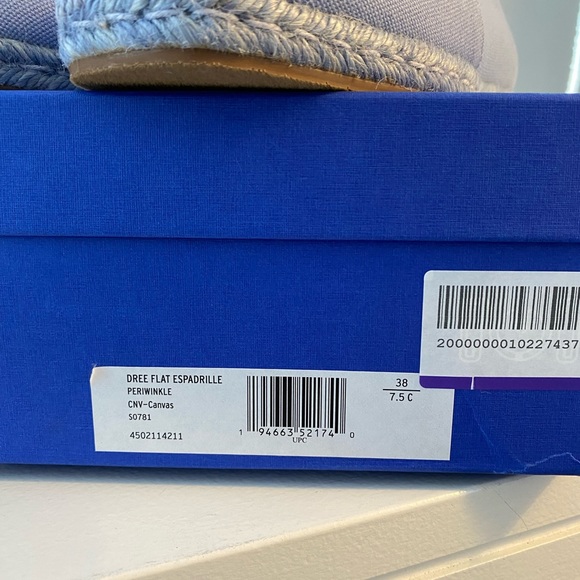 2000000010227437
DREE FLAT ESPADRILLE
PERIWINKLE
CNV-Canvas
S0781
4502114211
1 94663 52174 0
UPC
38
7.5 C